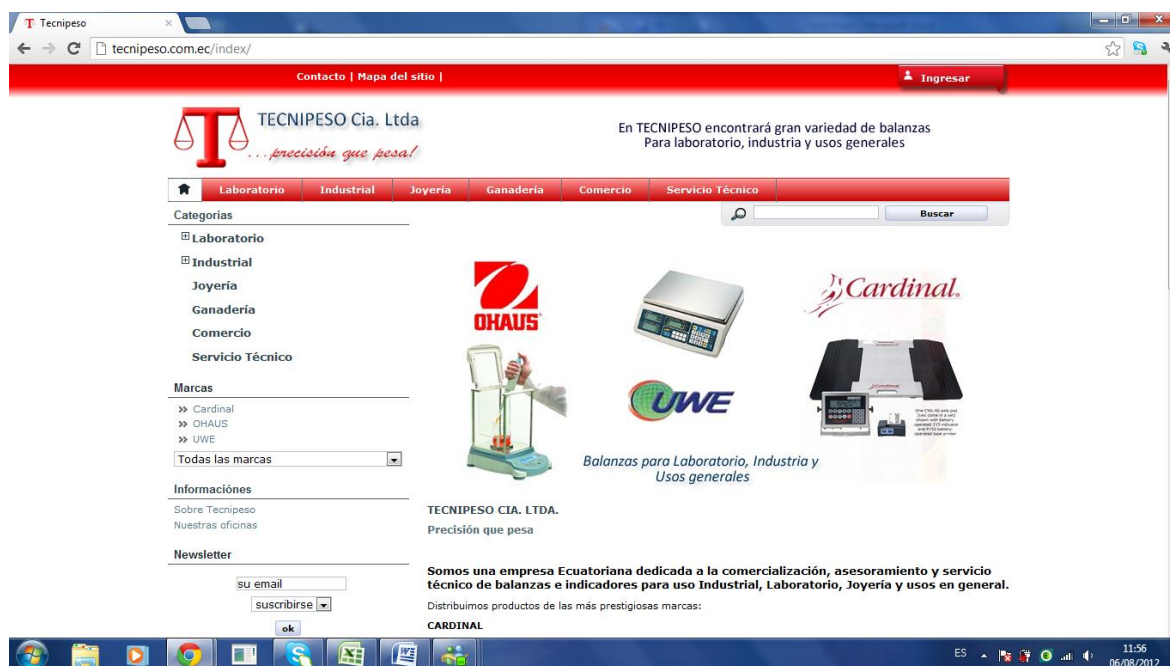 Tecnipeso
tecnipeso.com.ec/index/
Contacto | Mapa del sitio |
Ingresar
TECNIPESO Cia. Ltda
...precisión que pesa!
En TECNIPESO encontrará gran variedad de balanzas
Para laboratorio, industria y usos generales
Laboratorio Industrial Joyería Ganadería Comercio Servicio Técnico
Buscar
Categorías
Laboratorio
Industrial
Joyería
Ganadería
Comercio
Servicio Técnico
Marcas
Cardinal
OHAUS
UWE
Todas las marcas
Informaciónes
Sobre Tecnipeso
Nuestras oficinas
Newsletter
su email
suscribirse
ok
OHAUS
Cardinal.
UWE
Balanzas para Laboratorio, Industria y
Usos generales
TECNIPESO CIA. LTDA.
Precisión que pesa
Somos una empresa Ecuatoriana dedicada a la comercialización, asesoramiento y servicio
técnico de balanzas e indicadores para uso Industrial, Laboratorio, Joyería y usos en general.
Distribuimos productos de las más prestigiosas marcas:
CARDINAL
ES
11:56
06/08/2012